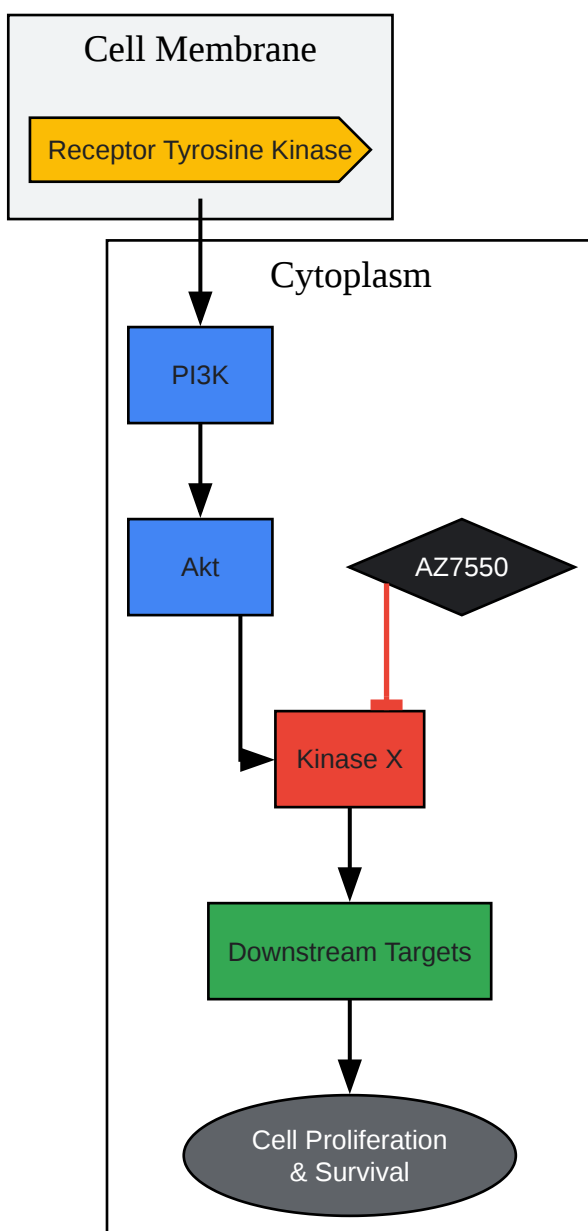 Cell Membrane
Receptor Tyrosine Kinase
Cytoplasm
PI3K
Akt
AZ7550
Kinase X
Downstream Targets
Cell Proliferation
& Survival